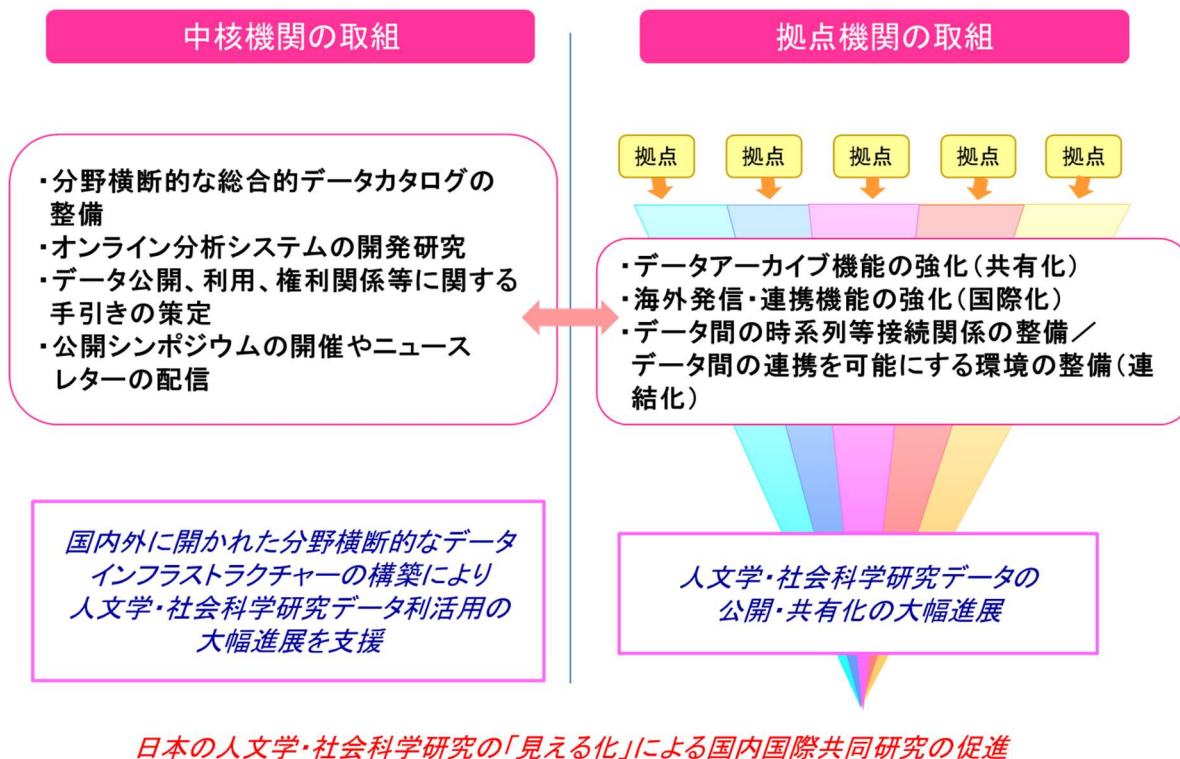 中核機関の取組
・分野横断的な総合的データカタログの
整備
・オンライン分析システムの開発研究
・データ公開、利用、権利関係等に関する
手引きの策定
・公開シンポジウムの開催やニュース
レターの配信
国内外に開かれた分野横断的なデータ
インフラストラクチャーの構築により
人文学・社会科学研究データ利活用の
大幅進展を支援
拠点機関の取組
拠点
拠点
拠点
拠点
拠点
・データアーカイブ機能の強化(共有化)
・海外発信・連携機能の強化(国際化)
・データ間の時系列等接続関係の整備/
データ間の連携を可能にする環境の整備(連
結化)
人文学・社会科学研究データの
公開・共有化の大幅進展
日本の人文学・社会科学研究の「見える化」による国内国際共同研究の促進